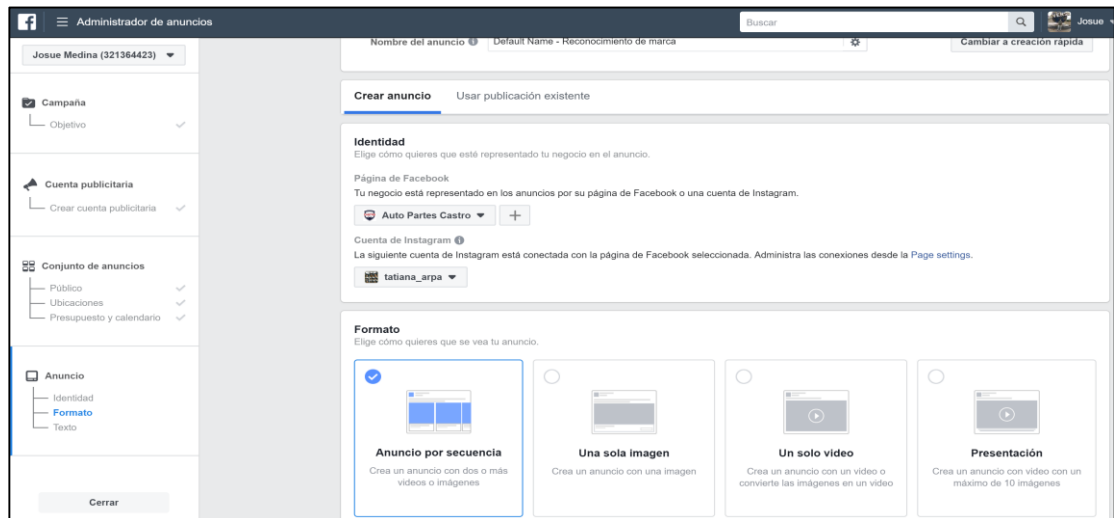 Administrador de anuncios
Buscar
Josue
Josue Medina (321364423)
Campaña
Objetivo
Cuenta publicitaria
Crear cuenta publicitaria
Conjunto de anuncios
Público
Ubicaciones
Presupuesto y calendario
Anuncio
Identidad
Formato
Texto
Cerrar
Nombre del anuncio Default Name - Reconocimiento de marca
Cambiar a creación rápida
Crear anuncio Usar publicación existente
Identidad
Elige cómo quieres que esté representado tu negocio en el anuncio.
Página de Facebook
Tu negocio está representado en los anuncios por su página de Facebook o una cuenta de Instagram.
Auto Partes Castro
Cuenta de Instagram
La siguiente cuenta de Instagram está conectada con la página de Facebook seleccionada. Administra las conexiones desde la Page settings.
tatiana_arpa
Formato
Elige cómo quieres que se vea tu anuncio.
Anuncio por secuencia
Crea un anuncio con dos o más
videos o imágenes
Una sola imagen
Crea un anuncio con una imagen
Un solo video
Crea un anuncio con un video o
convierte las imágenes en un video
Presentación
Crea un anuncio con video con un
máximo de 10 imágenes